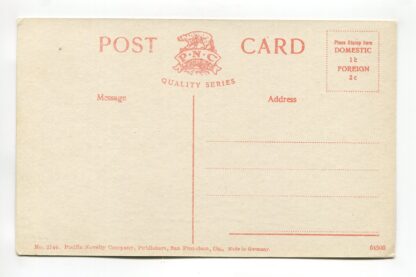 POST CARD
P·N·C
QUALITY SERIES
Place Stamp here
DOMESTIC
1c
FOREIGN
2c
Message
Address
Pacific Novelty Company, Publishers, San Francisco, Cal. Made in Germany.